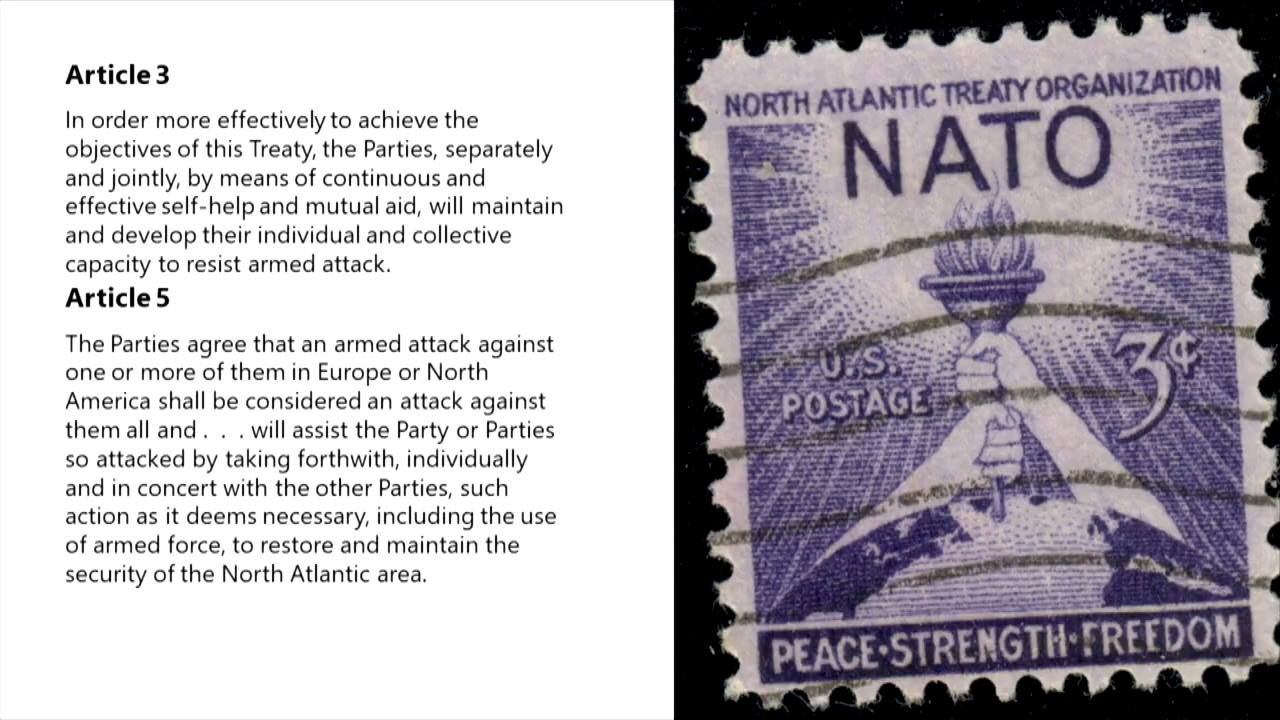 Article 3
In order more effectively to achieve the
objectives of this Treaty, the Parties, separately
and jointly, by means of continuous and
effective self-help and mutual aid, will maintain
and develop their individual and collective
capacity to resist armed attack.
Article 5
The Parties agree that an armed attack against
one or more of them in Europe or North
America shall be considered an attack against
them all and . . . will assist the Party or Parties
so attacked by taking forthwith, individually
and in concert with the other Parties, such
action as it deems necessary, including the use
of armed force, to restore and maintain the
security of the North Atlantic area.
NORTH ATLANTIC TREATY ORGANIZATION
NATO
U.S.
POSTAGE
3¢
PEACE·STRENGTH·FREEDOM